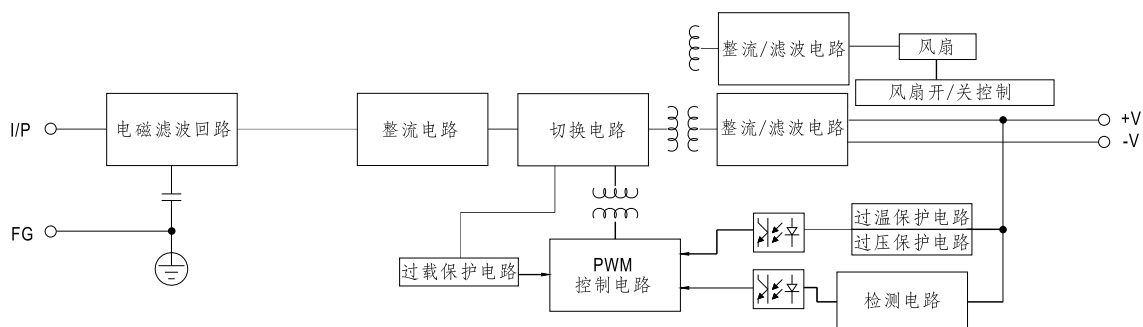 整流/滤波电路
风扇
风扇开/关控制
I/P
电磁滤波回路
整流电路
切换电路
整流/滤波电路
+V
-V
FG
过载保护电路
PWM
控制电路
过温保护电路
过压保护电路
检测电路